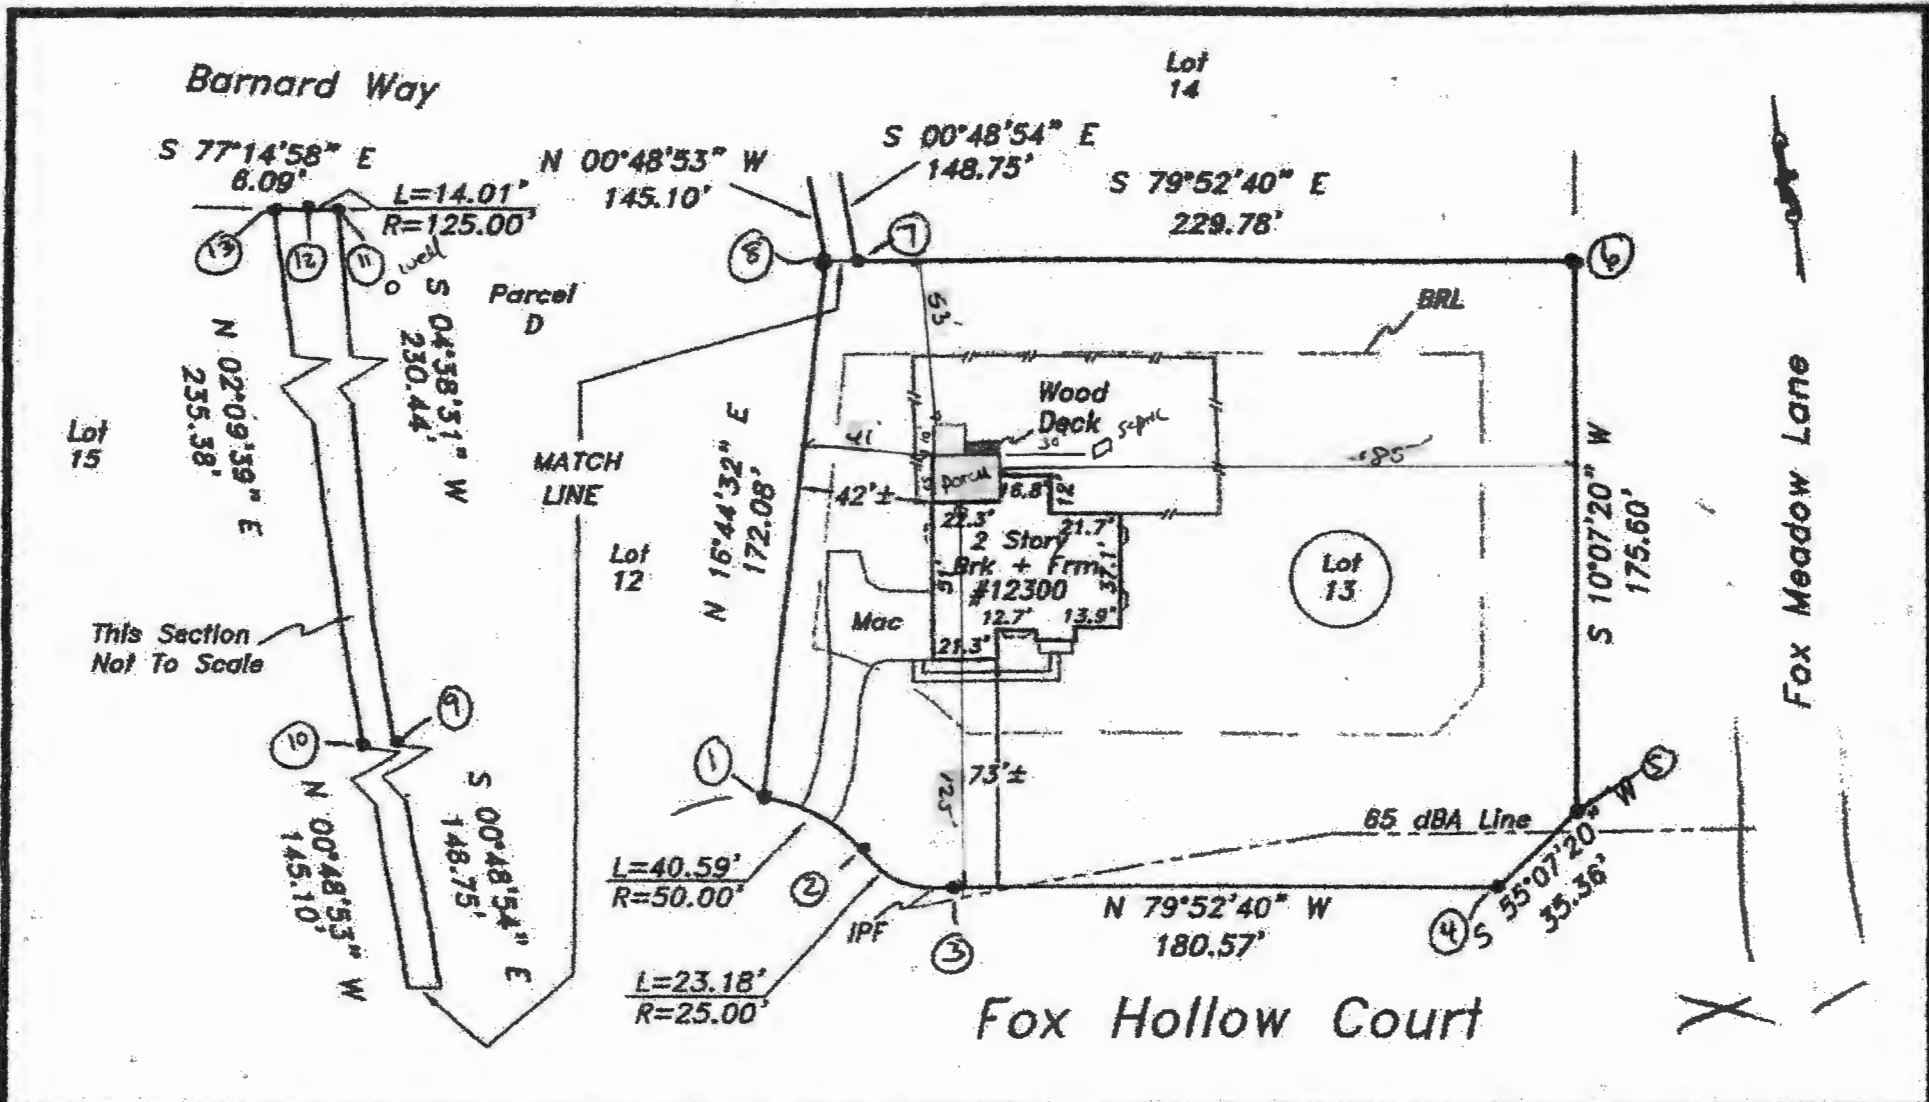 Barnard Way
Lot
14
S 77°14'58" E
6.09'
L=14.01'
R=125.00'
N 00°48'53" W
145.10'
S 00°48'54" E
148.75'
S 79°52'40" E
229.78'
13
12
11
well
8
7
6
Parcel
D
S 04°38'31" W
230.44'
N 02°09'39" E
235.38'
Lot
15
MATCH
LINE
63'
BRL
Wood
Deck
30'
Septic
41'
185
porch
42'±
18.8'
12'
22.3'
21.7'
2 Story
Brk + Frm
#12300
51'
37.1'
12.7'
13.9'
21.3'
Mac
N 16°44'32" E
172.08'
Lot
12
Lot
13
S 10°07'20" W
175.60'
Fox Meadow Lane
This Section
Not To Scale
10
9
N 00°48'53" W
145.10'
S 00°48'54" E
148.75'
1
2
3
4
5
125'
73'±
65 dBA Line
S 55°07'20" W
35.36'
L=40.59'
R=50.00'
IPF
N 79°52'40" W
180.57'
L=23.18'
R=25.00'
Fox Hollow Court